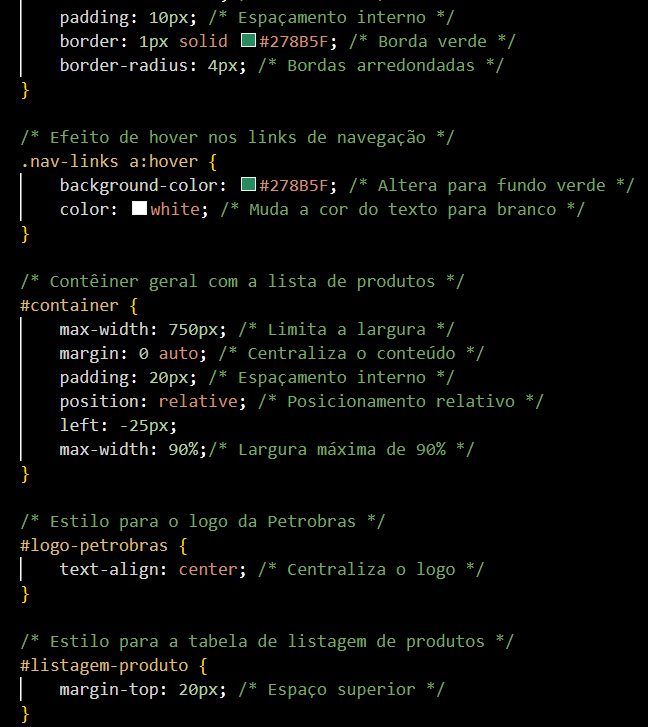 padding: 10px; /* Espaçamento interno */
border: 1px solid #278B5F; /* Borda verde */
border-radius: 4px; /* Bordas arredondadas */
}
/* Efeito de hover nos links de navegação */
.nav-links a:hover {
background-color: #278B5F; /* Altera para fundo verde */
color: white; /* Muda a cor do texto para branco */
}
/* Contêiner geral com a lista de produtos */
#container {
max-width: 750px; /* Limita a largura */
margin: 0 auto; /* Centraliza o conteúdo */
padding: 20px; /* Espaçamento interno */
position: relative; /* Posicionamento relativo */
left: -25px;
max-width: 90%;/* Largura máxima de 90% */
}
/* Estilo para o logo da Petrobras */
#logo-petrobras {
text-align: center; /* Centraliza o logo */
}
/* Estilo para a tabela de listagem de produtos */
#listagem-produto {
margin-top: 20px; /* Espaço superior */
}